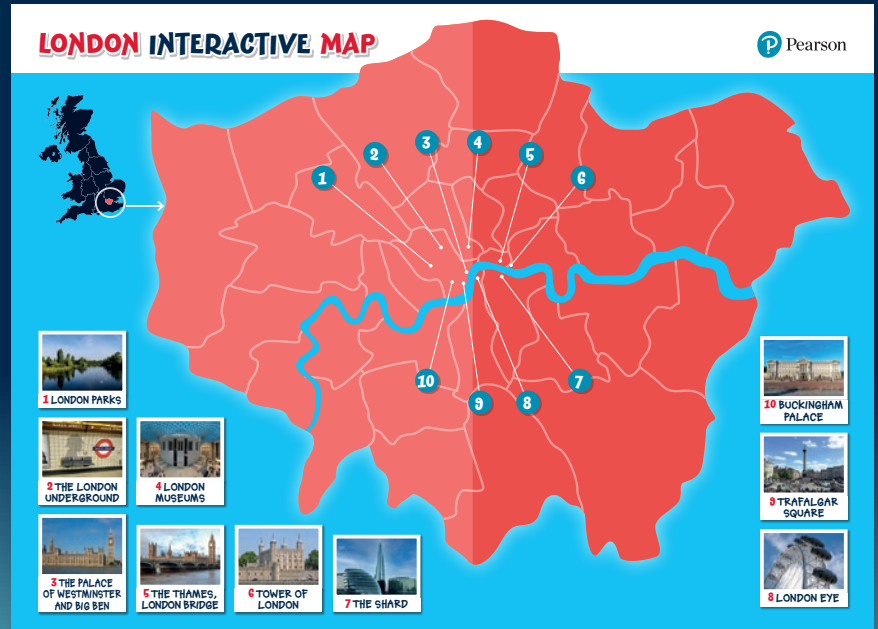 LONDON INTERACTIVE MAP
Pearson
1
2
3
4
5
6
10
9
8
7
1 LONDON PARKS
2 THE LONDON
UNDERGROUND
4 LONDON
MUSEUMS
3 THE PALACE
OF WESTMINSTER
AND BIG BEN
5 THE THAMES,
LONDON BRIDGE
6 TOWER OF
LONDON
7 THE SHARD
10 BUCKINGHAM
PALACE
9 TRAFALGAR
SQUARE
8 LONDON EYE